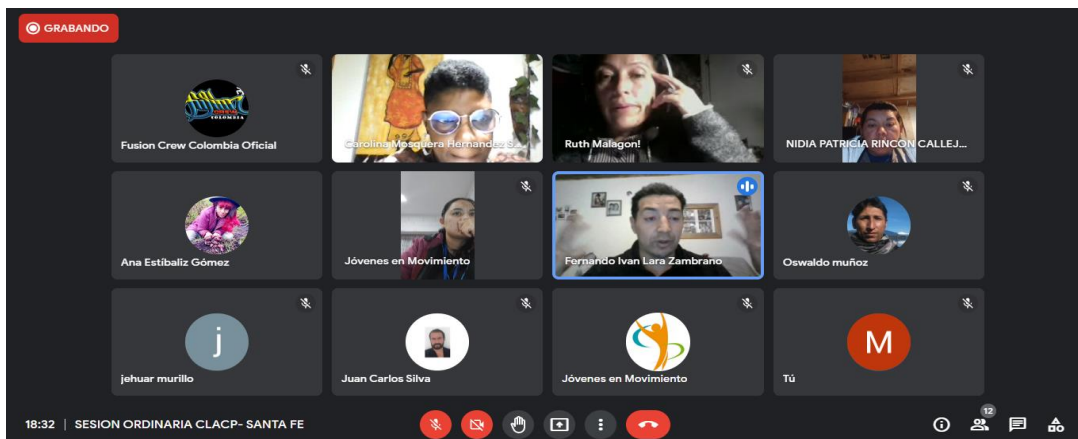 GRABANDO
COLOMBIA
Fusion Crew Colombia Oficial
Carolina Mosquera Hernandez S...
Ruth Malagon!
NIDIA PATRICIA RINCÓN CALLEJ...
Ana Estíbaliz Gómez
Jóvenes en Movimiento
Fernando Ivan Lara Zambrano
Oswaldo muñoz
j
jehuar murillo
Juan Carlos Silva
Jóvenes en Movimiento
M
Tú
12
18:32 | SESION ORDINARIA CLACP- SANTA FE